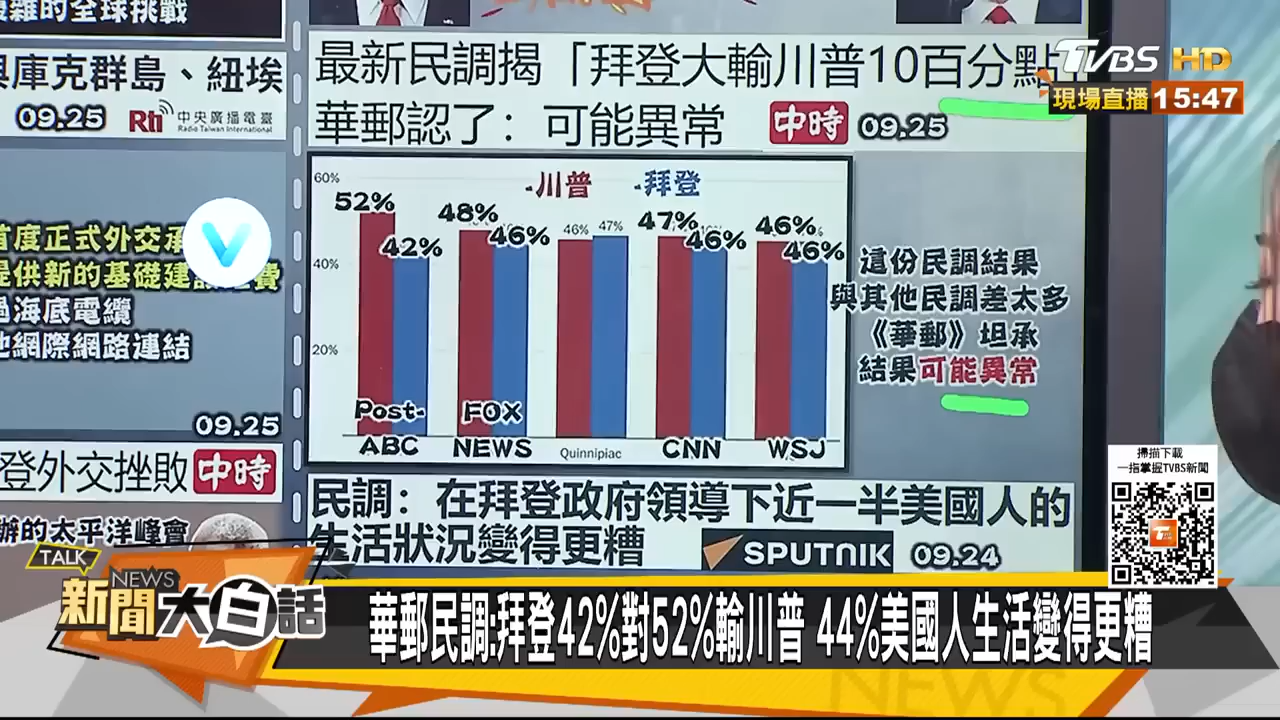 的全球挑戰
庫克群島、紐埃
09.25 Rti 中央廣播電臺
Radio Taiwan International
首度正式外交承
提供新的基礎建
海底電纜
網際網路連結
09.25
登外交挫敗 中時
辦的太平洋峰會
最新民調揭「拜登大輸川普10百分點
華郵認了：可能異常 中時 09.25
川普 拜登
60%
40%
20%
52% 42%
48% 46%
46% 47%
47% 46%
46% 46%
Post-ABC
FOX NEWS
Quinnipiac
CNN
WSJ
這份民調結果
與其他民調差太多
《華郵》坦承
結果可能異常
民調：在拜登政府領導下近一半美國人的
生活狀況變得更糟 SPUTNIK 09.24
TVBS HD
現場直播 15:47
掃描下載
一指掌握TVBS新聞
TALK
NEWS
新聞大白話
華郵民調:拜登42%對52%輸川普 44%美國人生活變得更糟
NEWS